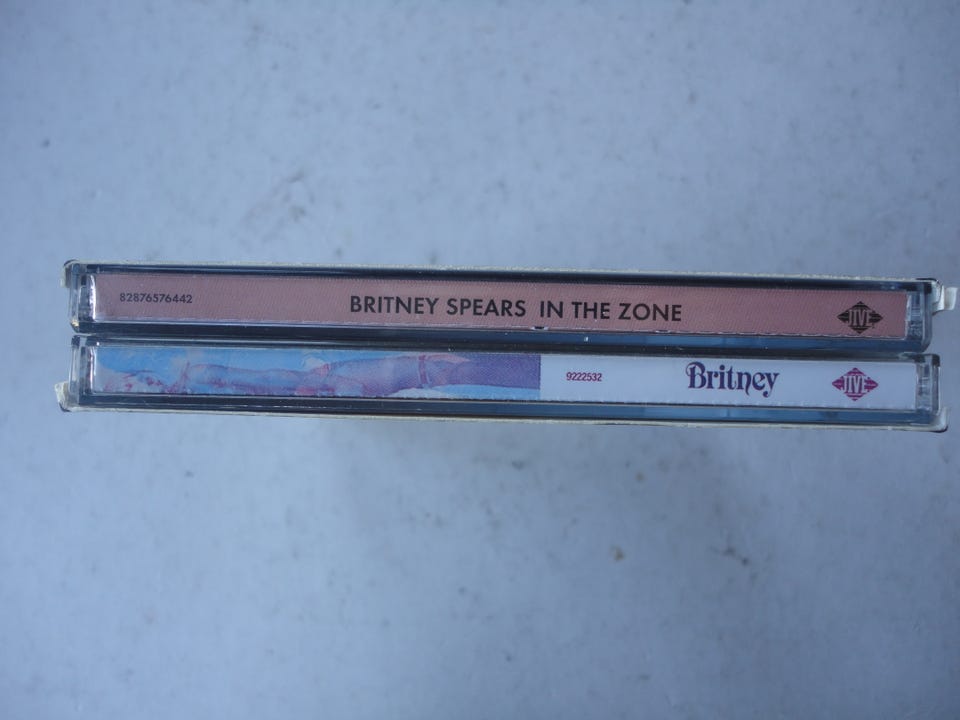 82876576442 BRITNEY SPEARS IN THE ZONE JIVE
9222532 Britney JIVE